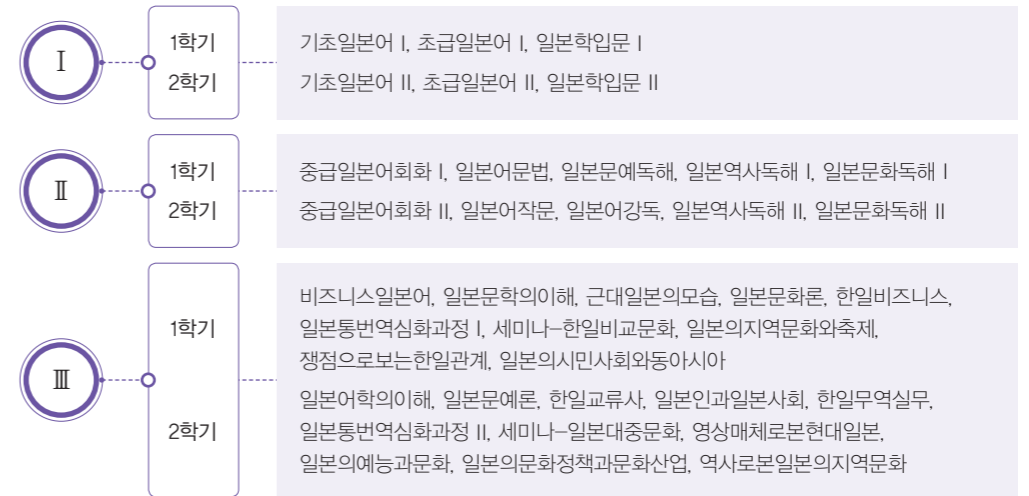 Ⅰ
1학기
기초일본어 I, 초급일본어 I, 일본학입문 I
2학기
기초일본어 II, 초급일본어 II, 일본학입문 II
Ⅱ
1학기
중급일본어회화 I, 일본어문법, 일본문예독해, 일본역사독해 I, 일본문화독해 I
2학기
중급일본어회화 II, 일본어작문, 일본어강독, 일본역사독해 II, 일본문화독해 II
Ⅲ
1학기
비즈니스일본어, 일본문학의이해, 근대일본의모습, 일본문화론, 한일비즈니스,
일본통번역심화과정 I, 세미나-한일비교문화, 일본의지역문화와축제,
쟁점으로보는한일관계, 일본의시민사회와동아시아
2학기
일본어학의이해, 일본문예론, 한일교류사, 일본인과일본사회, 한일무역실무,
일본통번역심화과정 II, 세미나-일본대중문화, 영상매체로본현대일본,
일본의예능과문화, 일본의문화정책과문화산업, 역사로본일본의지역문화